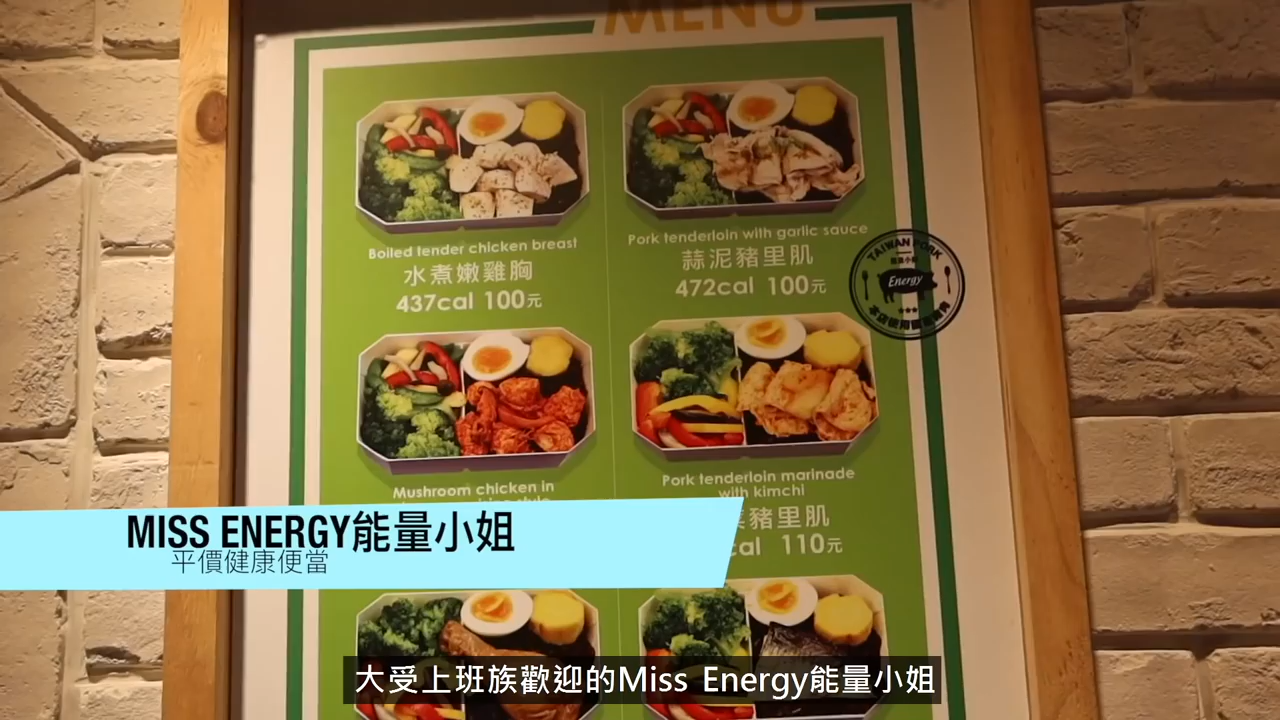 MENU
Boiled tender chicken breast
水煮嫩雞胸
437cal 100元
Pork tenderloin with garlic sauce
蒜泥豬里肌
472cal 100元
TAIWAN PORK
能量小姐
Energy
Mushroom chicken in
Pork tenderloin marinade
with kimchi
豬里肌
cal 110元
MISS ENERGY能量小姐
平價健康便當
大受上班族歡迎的Miss Energy能量小姐